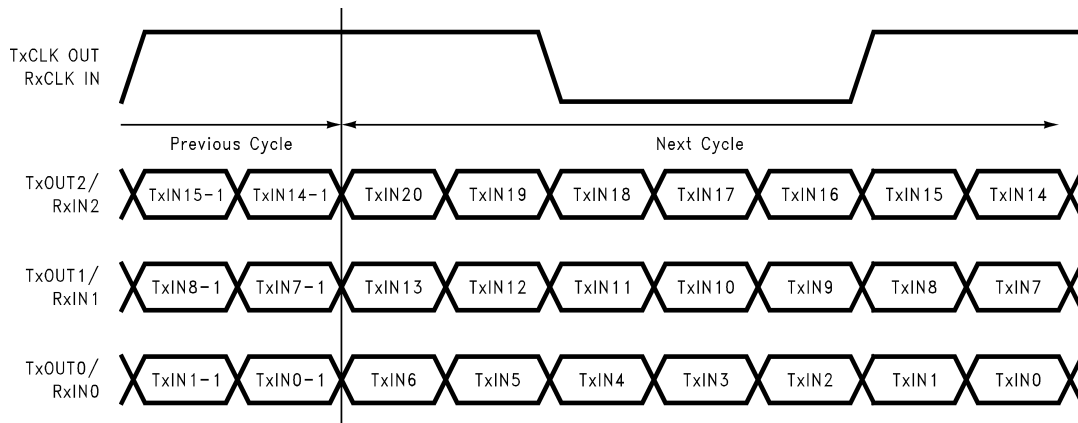 TxCLK OUT
RxCLK IN
Previous Cycle
Next Cycle
TxOUT2/
RxIN2
TxIN15-1 TxIN14-1 TxIN20 TxIN19 TxIN18 TxIN17 TxIN16 TxIN15 TxIN14
TxOUT1/
RxIN1
TxIN8-1 TxIN7-1 TxIN13 TxIN12 TxIN11 TxIN10 TxIN9 TxIN8 TxIN7
TxOUT0/
RxIN0
TxIN1-1 TxIN0-1 TxIN6 TxIN5 TxIN4 TxIN3 TxIN2 TxIN1 TxIN0